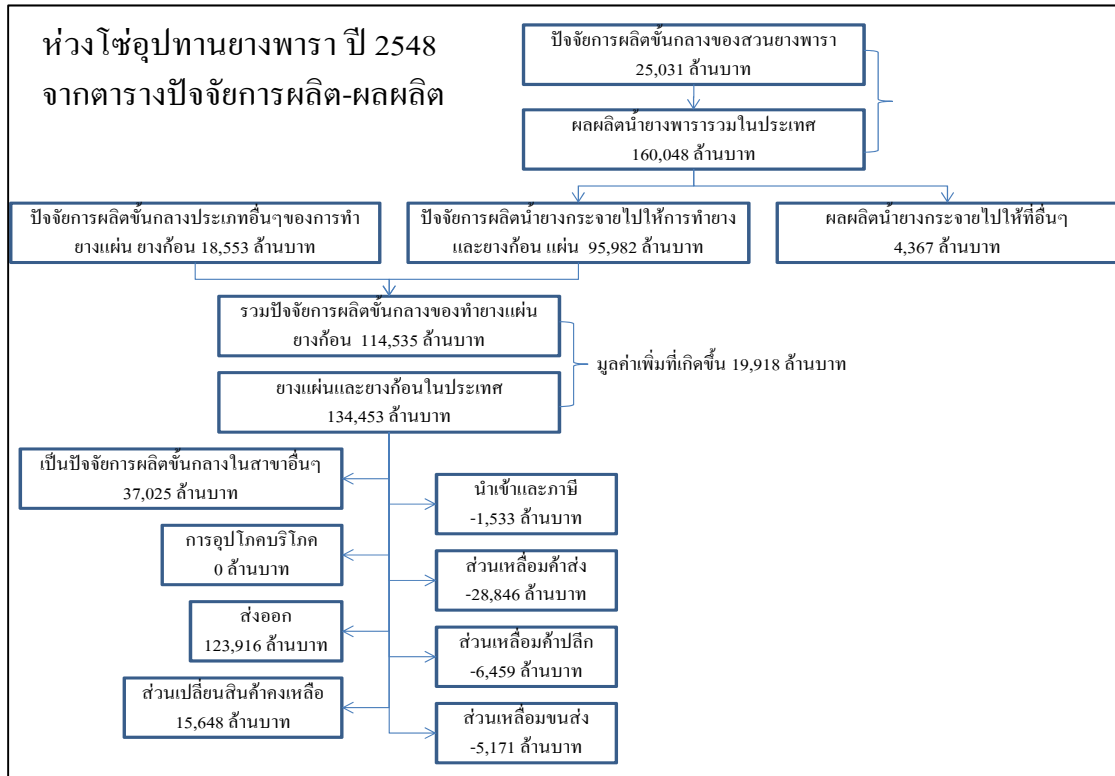 ห่วงโซ่อุปทานยางพารา ปี 2548
จากตารางปัจจัยการผลิต-ผลผลิต
ปัจจัยการผลิตขั้นกลางของสวนยางพารา
25,031 ล้านบาท
ผลผลิตน้ำยางพารารวมในประเทศ
160,048 ล้านบาท
ปัจจัยการผลิตขั้นกลางประเภทอื่นๆของการทำ
ยางแผ่น ยางก้อน 18,553 ล้านบาท
ปัจจัยการผลิตน้ำยางกระจายไปให้การทำยาง
และยางก้อน แผ่น 95,982 ล้านบาท
ผลผลิตน้ำยางกระจายไปให้ที่อื่นๆ
4,367 ล้านบาท
รวมปัจจัยการผลิตขั้นกลางของทำยางแผ่น
ยางก้อน 114,535 ล้านบาท
มูลค่าเพิ่มที่เกิดขึ้น 19,918 ล้านบาท
ยางแผ่นและยางก้อนในประเทศ
134,453 ล้านบาท
เป็นปัจจัยการผลิตขั้นกลางในสาขาอื่นๆ
37,025 ล้านบาท
นำเข้าและภาษี
-1,533 ล้านบาท
การอุปโภคบริโภค
0 ล้านบาท
ส่วนเหลื่อมค้าส่ง
-28,846 ล้านบาท
ส่งออก
123,916 ล้านบาท
ส่วนเหลื่อมค้าปลีก
-6,459 ล้านบาท
ส่วนเปลี่ยนสินค้าคงเหลือ
15,648 ล้านบาท
ส่วนเหลื่อมขนส่ง
-5,171 ล้านบาท